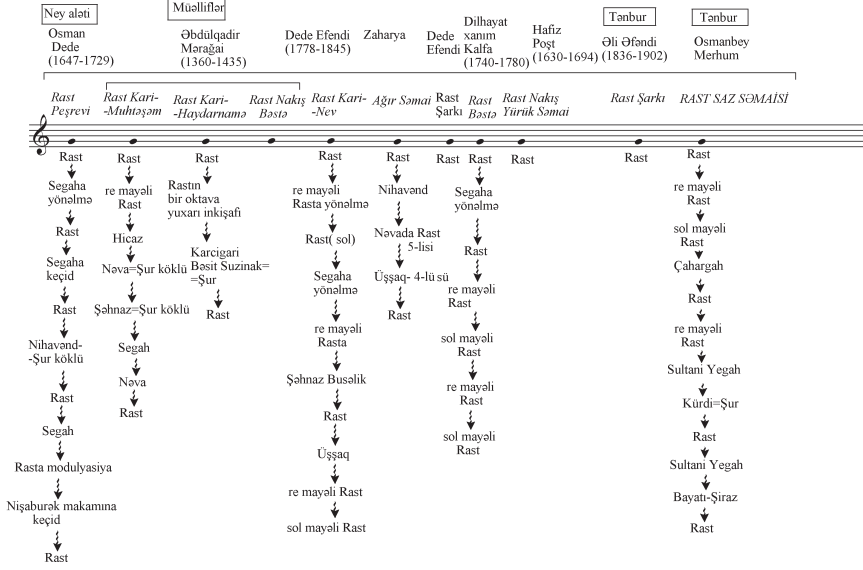 Ney aləti
Müəlliflər
Tənbur
Tənbur
Osman
Dede
(1647-1729)
Əbdülqadir
Mərağai
(1360-1435)
Dede Efendi
(1778-1845)
Zaharya
Dede
Efendi
Dilhayat
xanım
Kalfa
(1740-1780)
Hafiz
Poşt
(1630-1694)
Əli Əfəndi
(1836-1902)
Osmanbey
Merhum
Rast
Peşrevi
Rast Kari-
-Muhtəşəm
Rast Kari-
-Haydarnamə
Rast Nakış
Bəstə
Rast Kari-
-Nev
Ağır Səmai
Rast
Şarkı
Rast
Bəstə
Rast Nakış
Yürük Səmai
Rast Şarkı
RAST SAZ SƏMAİSİ
Rast
Segaha
yönəlmə
Rast
Segaha
keçid
Rast
Nihavənd-
-Şur köklü
Rast
Segah
Rasta modulyasiya
Nişaburək makamına
keçid
Rast
Rast
re mayəli
Rast
Hicaz
Nəva=Şur köklü
Şəhnaz=Şur köklü
Segah
Nəva
Rast
Rast
Rastın
bir oktava
yuxarı inkişafı
Karcigari
Bəsit Suzinak=
=Şur
Rast
Rast
re mayəli
Rasta yönəlmə
Rast( sol)
Segaha
yönəlmə
re mayəli
Rasta
Şəhnaz Busəlik
Rast
Üşşaq
re mayəli Rast
sol mayəli Rast
Rast
Nihavənd
Nəvada Rast
5-lisi
Üşşaq- 4-lü sü
Rast
Rast
Rast
Segaha
yönəlmə
Rast
re mayəli
Rast
sol mayəli
Rast
re mayəli
Rast
sol mayəli
Rast
Rast
Rast
Rast
re mayəli
Rast
sol mayəli
Rast
Çahargah
Rast
re mayəli
Rast
Sultani Yegah
Kürdi=Şur
Rast
Sultani Yegah
Bayatı-Şiraz
Rast